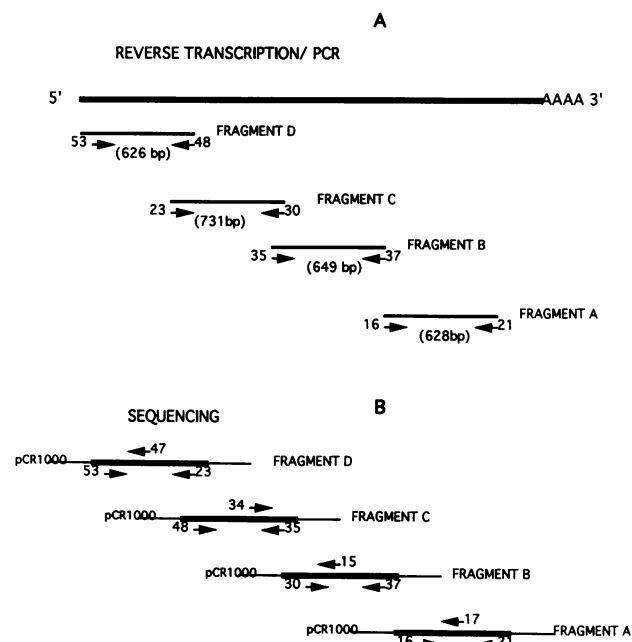 A
REVERSE TRANSCRIPTION/ PCR
5' AAAA 3'
FRAGMENT D
53 48
(626 bp)
FRAGMENT C
23 30
(731bp)
FRAGMENT B
35 37
(649 bp)
FRAGMENT A
16 21
(628bp)
B
SEQUENCING
47
pCR1000 FRAGMENT D
53 23
34
pCR1000 FRAGMENT C
48 35
15
pCR1000 FRAGMENT B
30 37
17
pCR1000 FRAGMENT A
16 21